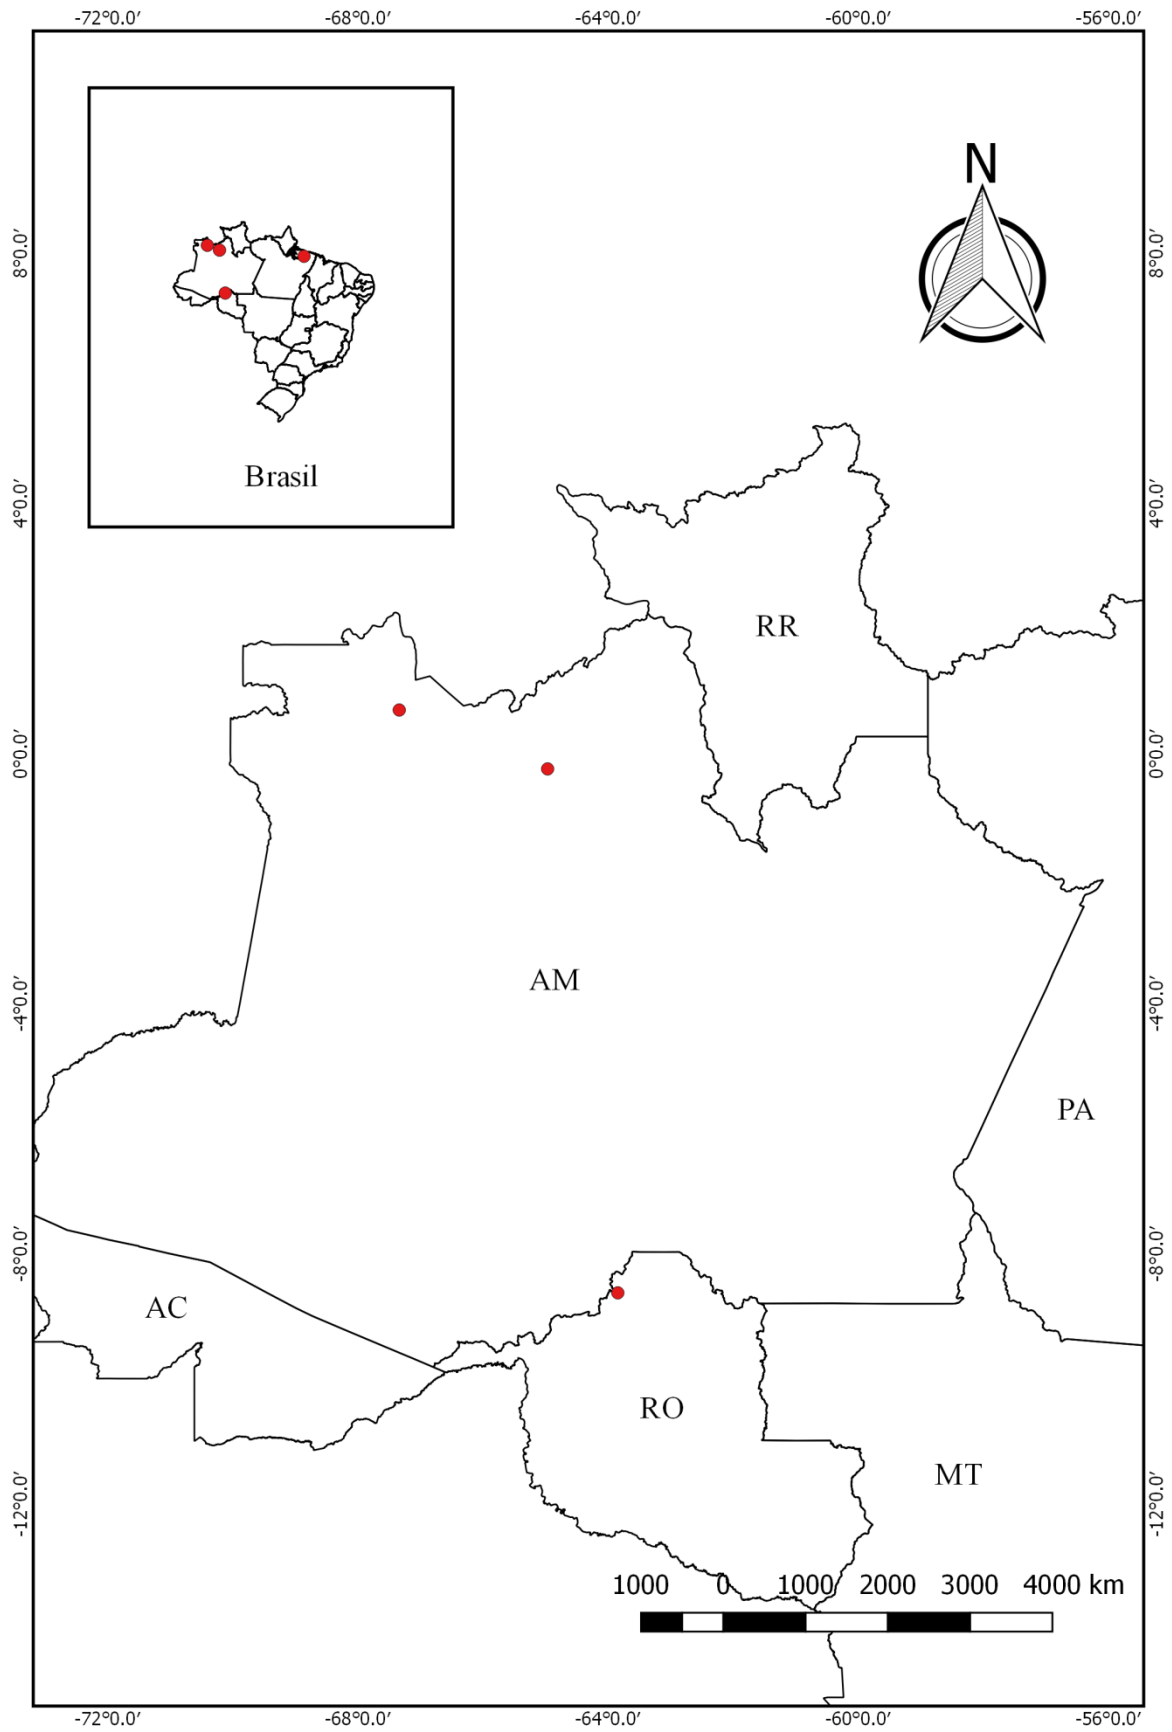 -72°0.0′ -68°0.0′ -64°0.0′ -60°0.0′ -56°0.0′
N
8°0.0′ 8°0.0′
Brasil
4°0.0′ 4°0.0′
RR
0°0.0′ 0°0.0′
AM
-4°0.0′ -4°0.0′
PA
-8°0.0′ -8°0.0′
AC
RO
MT
-12°0.0′ -12°0.0′
1000 0 1000 2000 3000 4000 km
-72°0.0′ -68°0.0′ -64°0.0′ -60°0.0′ -56°0.0′